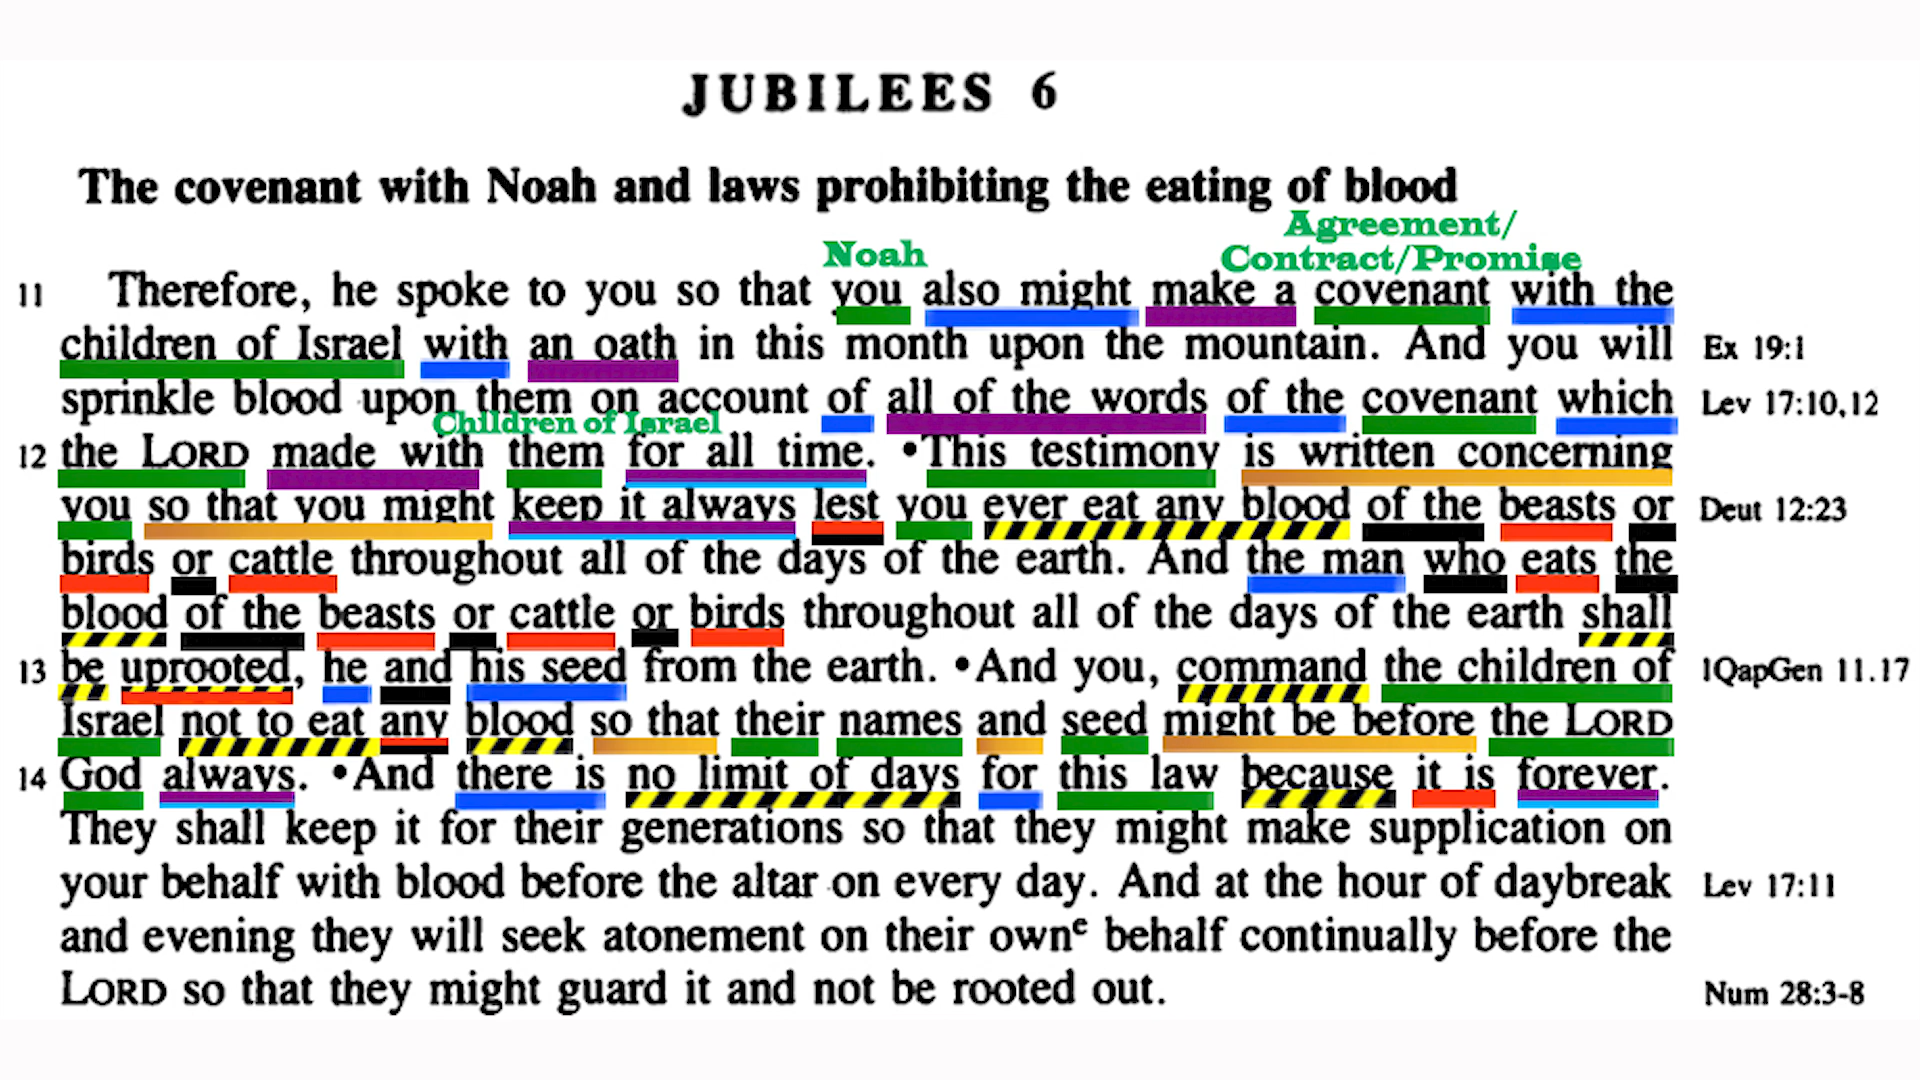 JUBILEES 6
The covenant with Noah and laws prohibiting the eating of blood
Agreement/
Noah Contract/Promise
11 Therefore, he spoke to you so that you also might make a covenant with the
children of Israel with an oath in this month upon the mountain. And you will Ex 19:1
sprinkle blood upon them on account of all of the words of the covenant which Lev 17:10,12
Children of Israel
12 the LORD made with them for all time. •This testimony is written concerning
you so that you might keep it always lest you ever eat any blood of the beasts or Deut 12:23
birds or cattle throughout all of the days of the earth. And the man who eats the
blood of the beasts or cattle or birds throughout all of the days of the earth shall
13 be uprooted, he and his seed from the earth. •And you, command the children of 1QapGen 11.17
Israel not to eat any blood so that their names and seed might be before the LORD
14 God always. •And there is no limit of days for this law because it is forever.
They shall keep it for their generations so that they might make supplication on
your behalf with blood before the altar on every day. And at the hour of daybreak Lev 17:11
and evening they will seek atonement on their ownᵉ behalf continually before the
LORD so that they might guard it and not be rooted out. Num 28:3-8